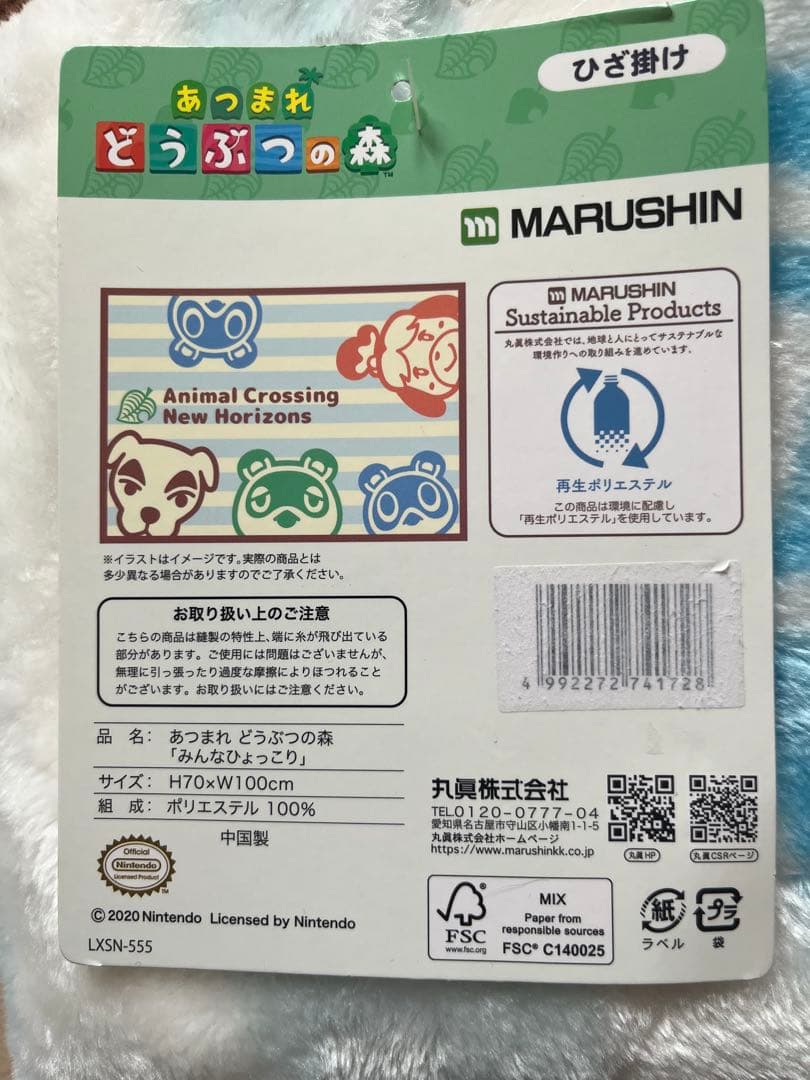 ひざ掛け
あつまれ
どうぶつの森
TM
m MARUSHIN
Animal Crossing
New Horizons
m MARUSHIN
Sustainable Products
丸眞株式会社では、地球と人にとってサステナブルな
環境作りへの取り組みを進めています。
再生ポリエステル
この商品は環境に配慮し
「再生ポリエステル」を使用しています。
※イラストはイメージです。実際の商品とは
多少異なる場合がありますのでご了承ください。
お取り扱い上のご注意
こちらの商品は縫製の特性上、端に糸が飛び出ている
部分があります。ご使用には問題はございませんが、
無理に引っ張ったり過度な摩擦によりほつれること
がございます。お取り扱いにはご注意ください。
4 992272 741728
品 名: あつまれ どうぶつの森
「みんなひょっこり」
サイズ: H70×W100cm
組 成: ポリエステル 100%
中国製
丸眞株式会社
TEL0120-0777-04
愛知県名古屋市守山区小幡南1-1-5
丸眞株式会社ホームページ
https://www.marushinkk.co.jp
丸眞HP
丸眞CSRページ
Official
Nintendo
Licensed Product
TM
©2020 Nintendo Licensed by Nintendo
LXSN-555
FSC
www.fsc.org
MIX
Paper from
responsible sources
FSC® C140025
紙
ラベル
プラ
袋